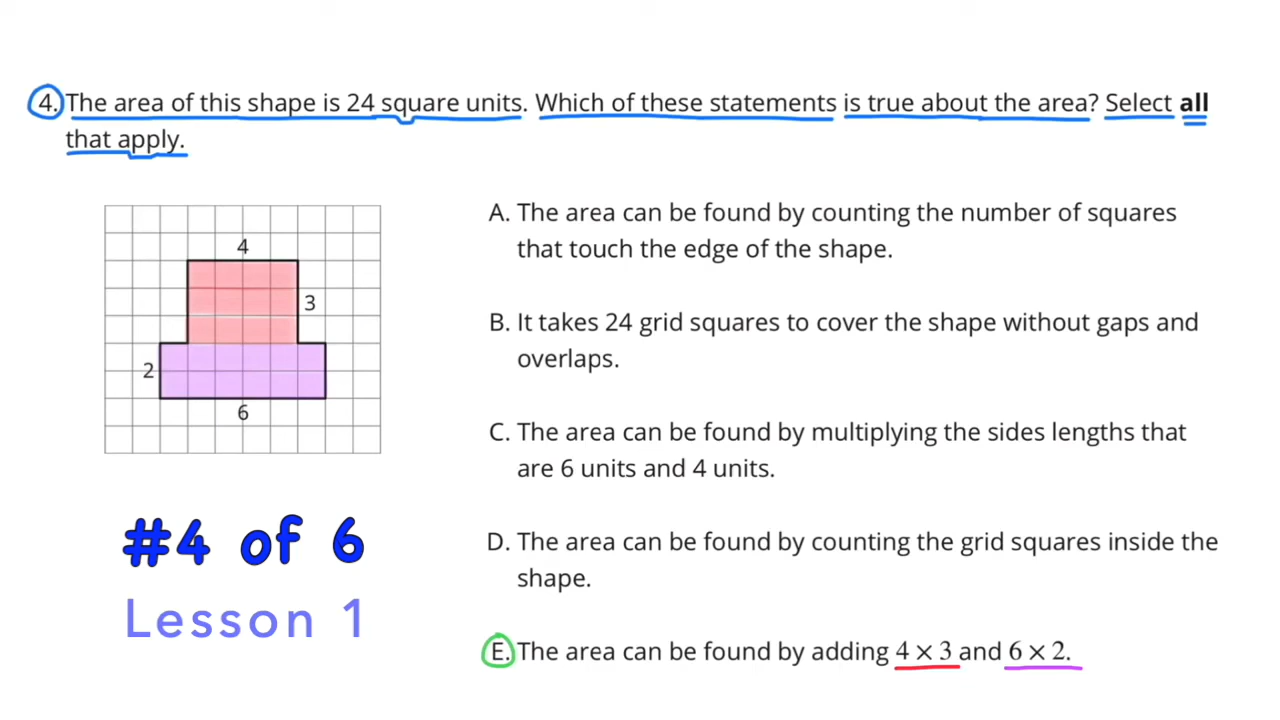 4. The area of this shape is 24 square units. Which of these statements is true about the area? Select all
that apply.
4
3
2
6
A. The area can be found by counting the number of squares
that touch the edge of the shape.
B. It takes 24 grid squares to cover the shape without gaps and
overlaps.
C. The area can be found by multiplying the sides lengths that
are 6 units and 4 units.
D. The area can be found by counting the grid squares inside the
shape.
E. The area can be found by adding 4 × 3 and 6 × 2.
#4 of 6
Lesson 1